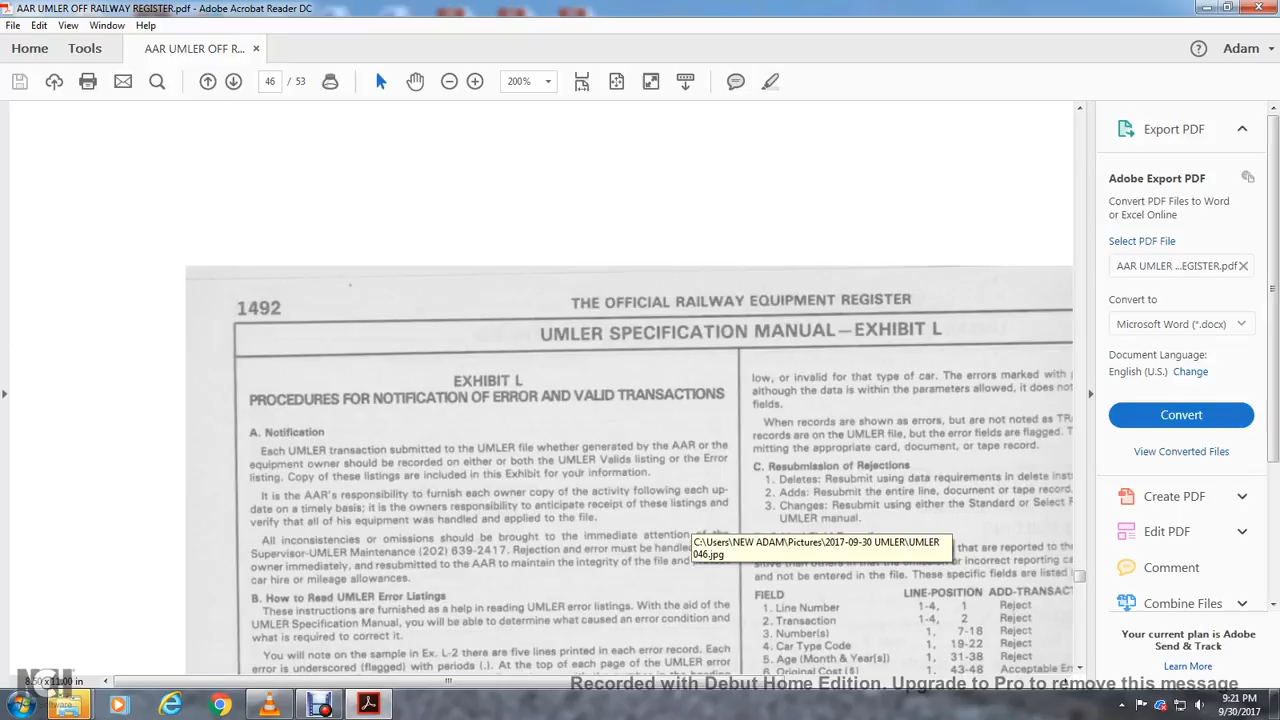 AAR UMLER OFF RAILWAY REGISTER.pdf - Adobe Acrobat Reader DC
File Edit View Window Help
Home Tools AAR UMLER OFF R... ×
Adam
46 / 53
200%
Export PDF
Adobe Export PDF
Convert PDF Files to Word
or Excel Online
Select PDF File
AAR UMLER ...EGISTER.pdf
Convert to
Microsoft Word (*.docx)
Document Language:
English (U.S.) Change
Convert
View Converted Files
Create PDF
Edit PDF
Comment
Combine Files
Your current plan is Adobe
Send & Track
Learn More
1492 THE OFFICIAL RAILWAY EQUIPMENT REGISTER
UMLER SPECIFICATION MANUAL—EXHIBIT L
EXHIBIT L
PROCEDURES FOR NOTIFICATION OF ERROR AND VALID TRANSACTIONS
A. Notification
Each UMLER transaction submitted to the UMLER file whether generated by the AAR or the
equipment owner should be recorded on either or both the UMLER Valids listing or the Error
listing. Copy of these listings are included in this Exhibit for your information.
It is the AAR's responsibility to furnish each owner copy of the activity following each up-
date on a timely basis; it is the owners responsibility to anticipate receipt of these listings and
verify that all of his equipment was handled and applied to the file.
All inconsistencies or omissions should be brought to the immediate attention of the
Supervisor-UMLER Maintenance (202) 639-2417. Rejection and error must be handled
owner immediately, and resubmitted to the AAR to maintain the integrity of the file and
car hire or mileage allowances.
B. How to Read UMLER Error Listings
These instructions are furnished as a help in reading UMLER error listings. With the aid of the
UMLER Specification Manual, you will be able to determine what caused an error condition and
what is required to correct it.
You will note on the sample in Ex. L-2 there are five lines printed in each error record. Each
error is underscored (flagged) with periods (.). At the top of each page of the UMLER error
low, or invalid for that type of car. The errors marked with
although the data is within the parameters allowed, it does not
fields.
When records are shown as errors, but are not noted as
records are on the UMLER file, but the error fields are flagged.
mitting the appropriate card, document, or tape record.
C. Resubmission of Rejections
1. Deletes: Resubmit using data requirements in delete
2. Adds: Resubmit the entire line, document or tape record.
3. Changes: Resubmit using either the Standard or Select
UMLER manual.
that are reported to the
sitive than others in that the omission or incorrect reporting
and not be entered in the file. These specific fields are listed
FIELD LINE-POSITION ADD-TRANSACT
1. Line Number 1-4, 1 Reject
2. Transaction 1-4, 2 Reject
3. Number(s) 1, 7-18 Reject
4. Car Type Code 1, 19-22 Reject
5. Age (Month & Year[s]) 1, 31-38 Reject
6. Original Cost ($) 1, 43-48 Acceptable
C:\Users\NEW ADAM\Pictures\2017-09-30 UMLER\UMLER
046.jpg
8.50 x 11.00 in
Recorded with Debut Home Edition. Upgrade to Pro to remove this message
9:21 PM
9/30/2017